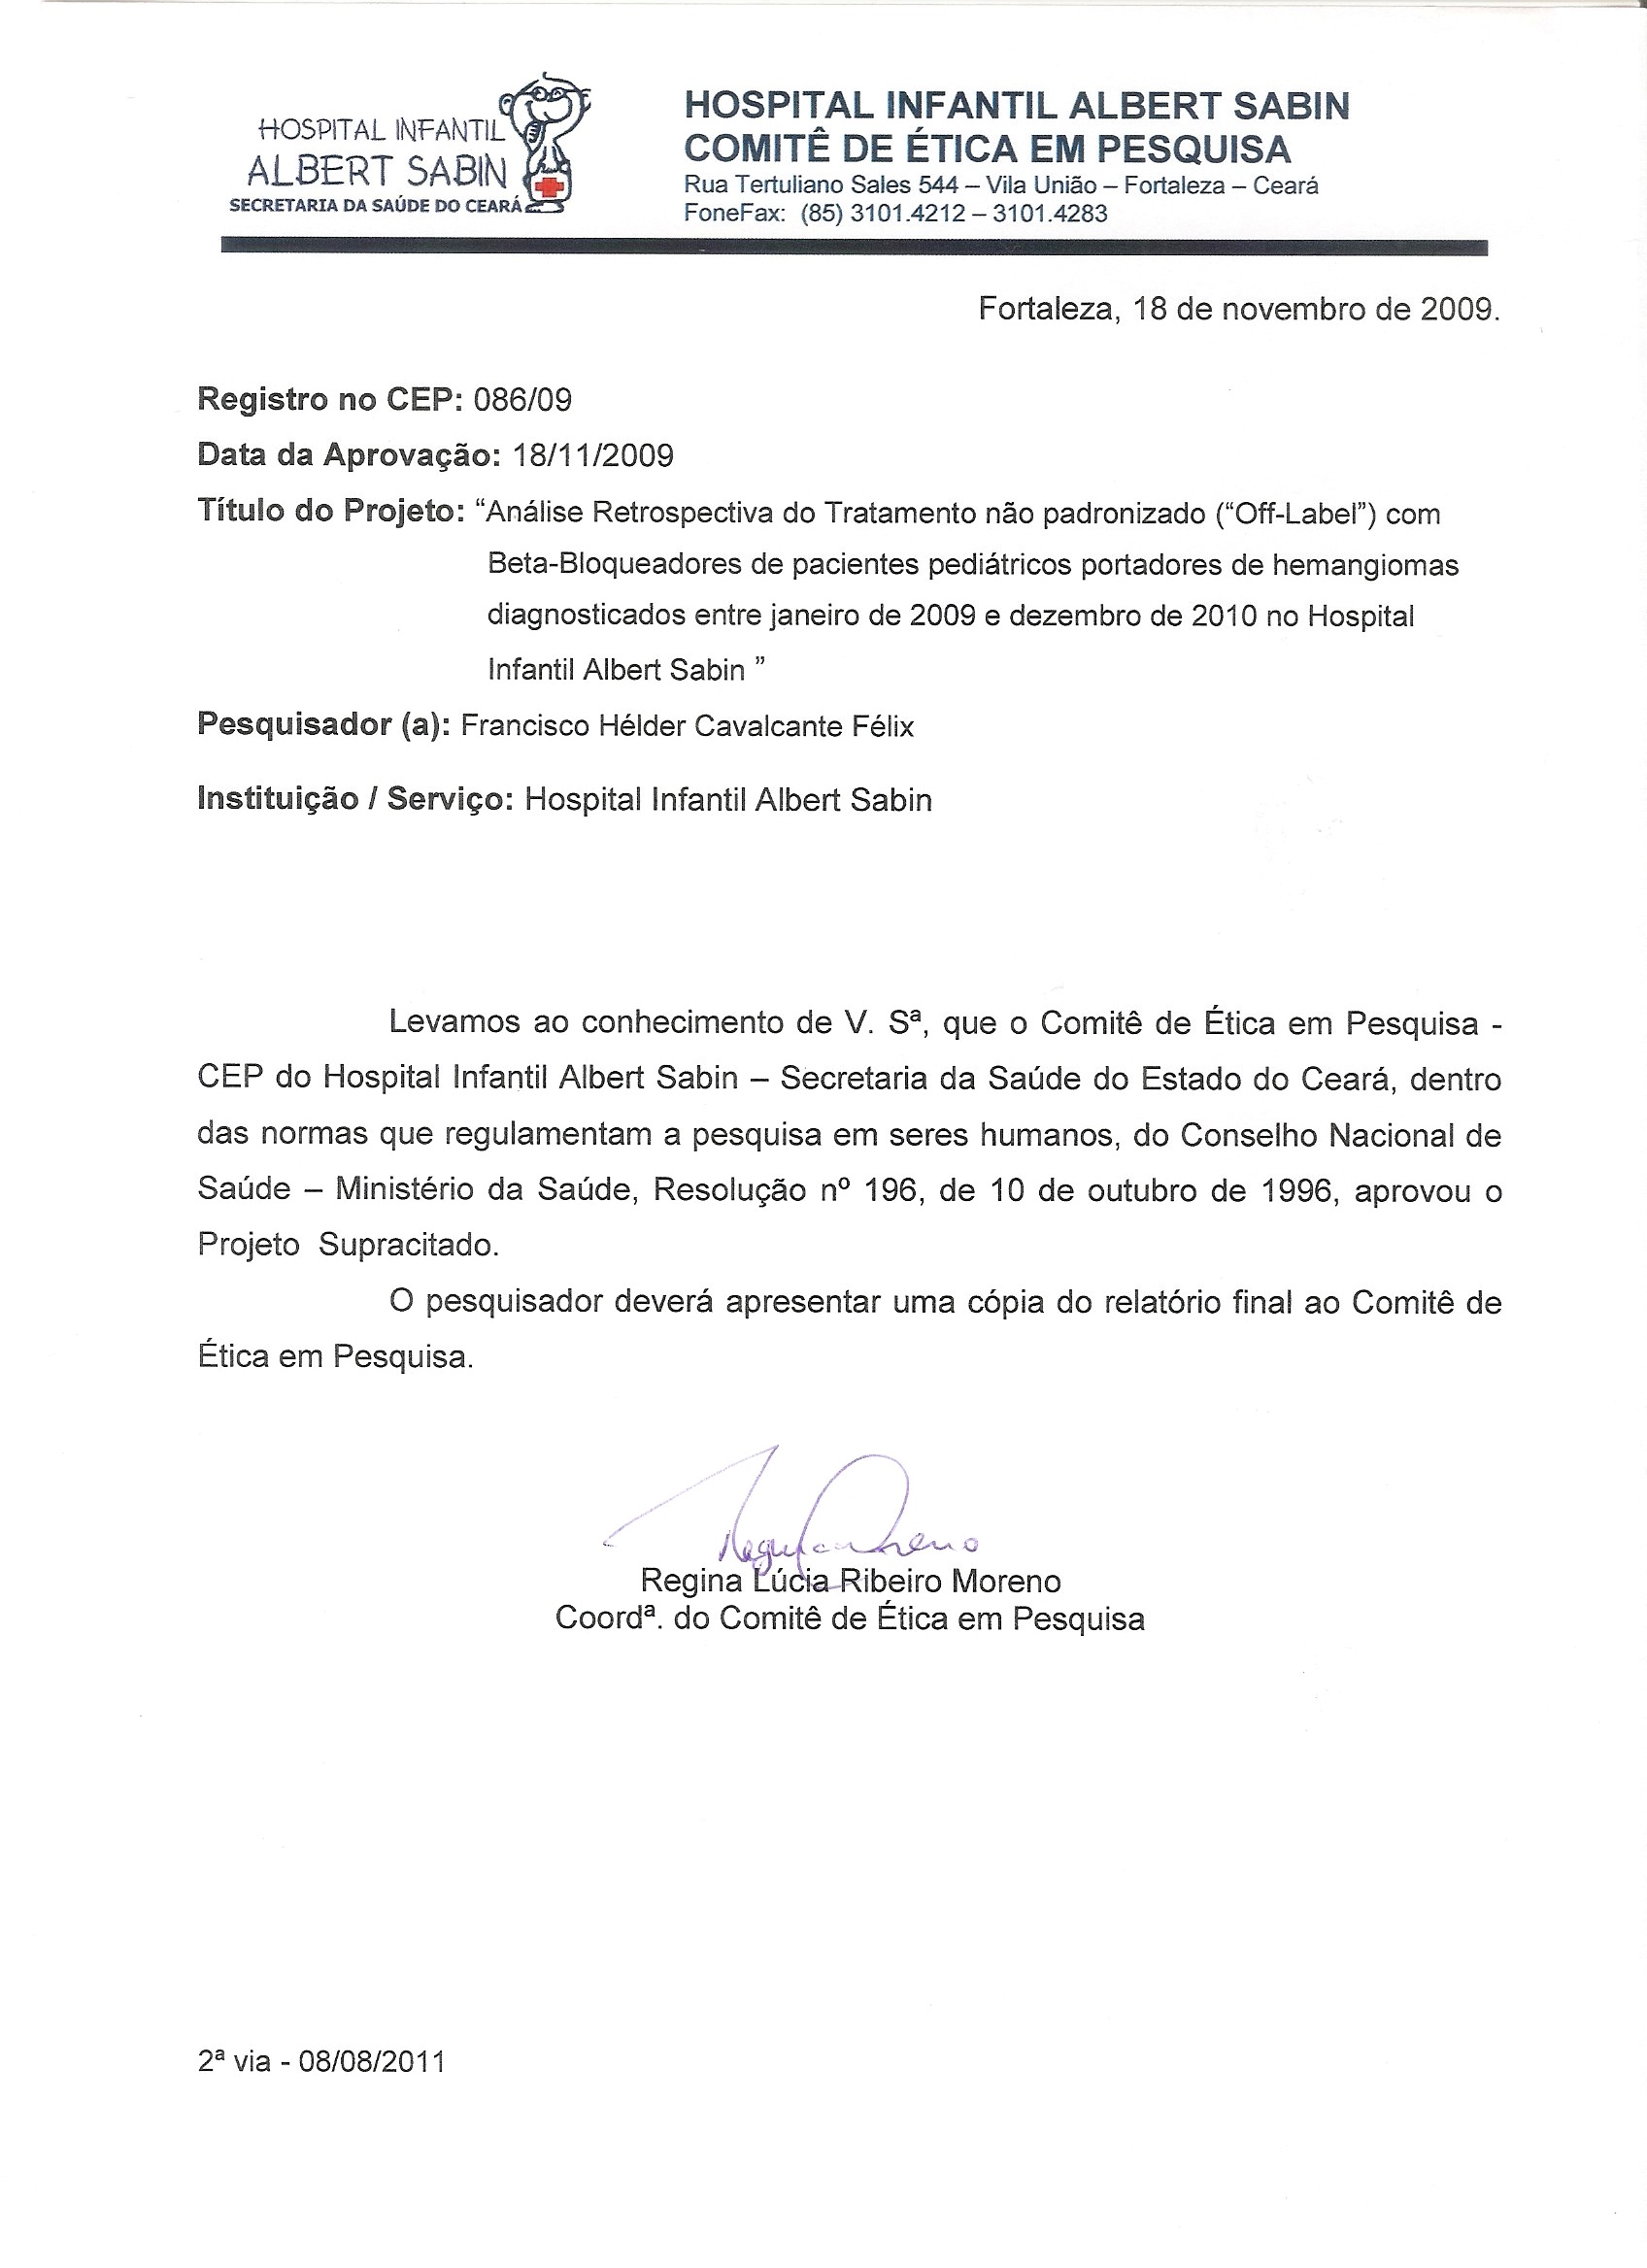 HOSPITAL INFANTIL
ALBERT SABIN
SECRETARIA DA SAÚDE DO CEARÁ
HOSPITAL INFANTIL ALBERT SABIN
COMITÊ DE ÉTICA EM PESQUISA
Rua Tertuliano Sales 544 – Vila União – Fortaleza – Ceará
FoneFax: (85) 3101.4212 – 3101.4283
Fortaleza, 18 de novembro de 2009.
Registro no CEP: 086/09
Data da Aprovação: 18/11/2009
Título do Projeto: “Análise Retrospectiva do Tratamento não padronizado (“Off-Label”) com
Beta-Bloqueadores de pacientes pediátricos portadores de hemangiomas
diagnosticados entre janeiro de 2009 e dezembro de 2010 no Hospital
Infantil Albert Sabin ”
Pesquisador (a): Francisco Hélder Cavalcante Félix
Instituição / Serviço: Hospital Infantil Albert Sabin
Levamos ao conhecimento de V. Sª, que o Comitê de Ética em Pesquisa -
CEP do Hospital Infantil Albert Sabin – Secretaria da Saúde do Estado do Ceará, dentro
das normas que regulamentam a pesquisa em seres humanos, do Conselho Nacional de
Saúde – Ministério da Saúde, Resolução nº 196, de 10 de outubro de 1996, aprovou o
Projeto Supracitado.
O pesquisador deverá apresentar uma cópia do relatório final ao Comitê de
Ética em Pesquisa.
Regina Lúcia Ribeiro Moreno
Coordª. do Comitê de Ética em Pesquisa
2ª via - 08/08/2011